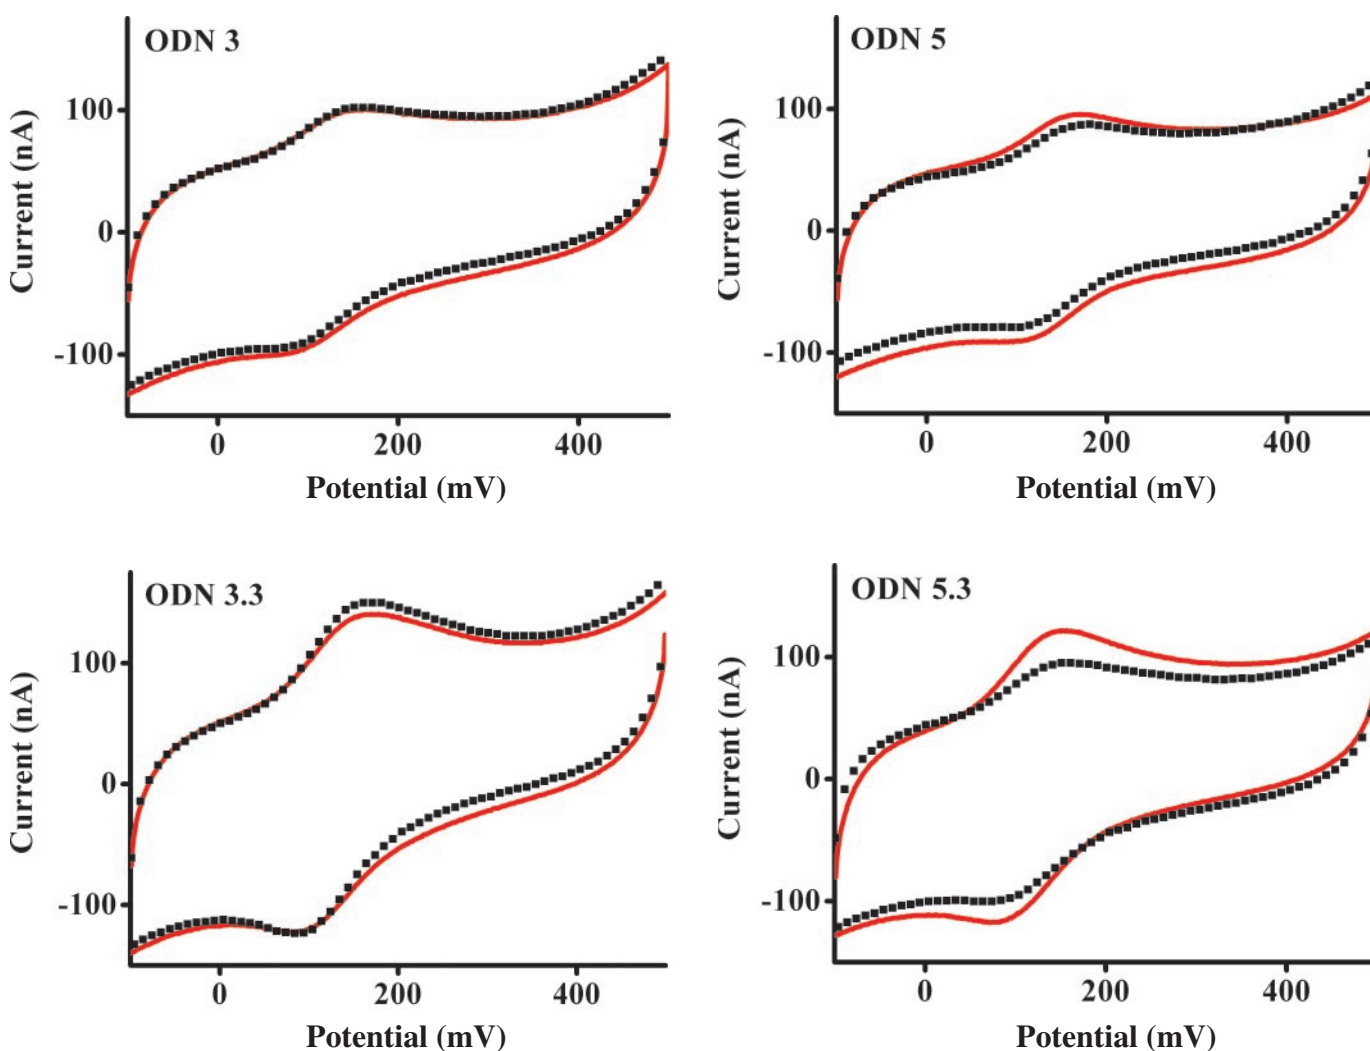 ODN 3
Current (nA)
100
0
-100
0 200 400
Potential (mV)
ODN 5
Current (nA)
100
0
-100
0 200 400
Potential (mV)
ODN 3.3
Current (nA)
100
0
-100
0 200 400
Potential (mV)
ODN 5.3
Current (nA)
100
0
-100
0 200 400
Potential (mV)